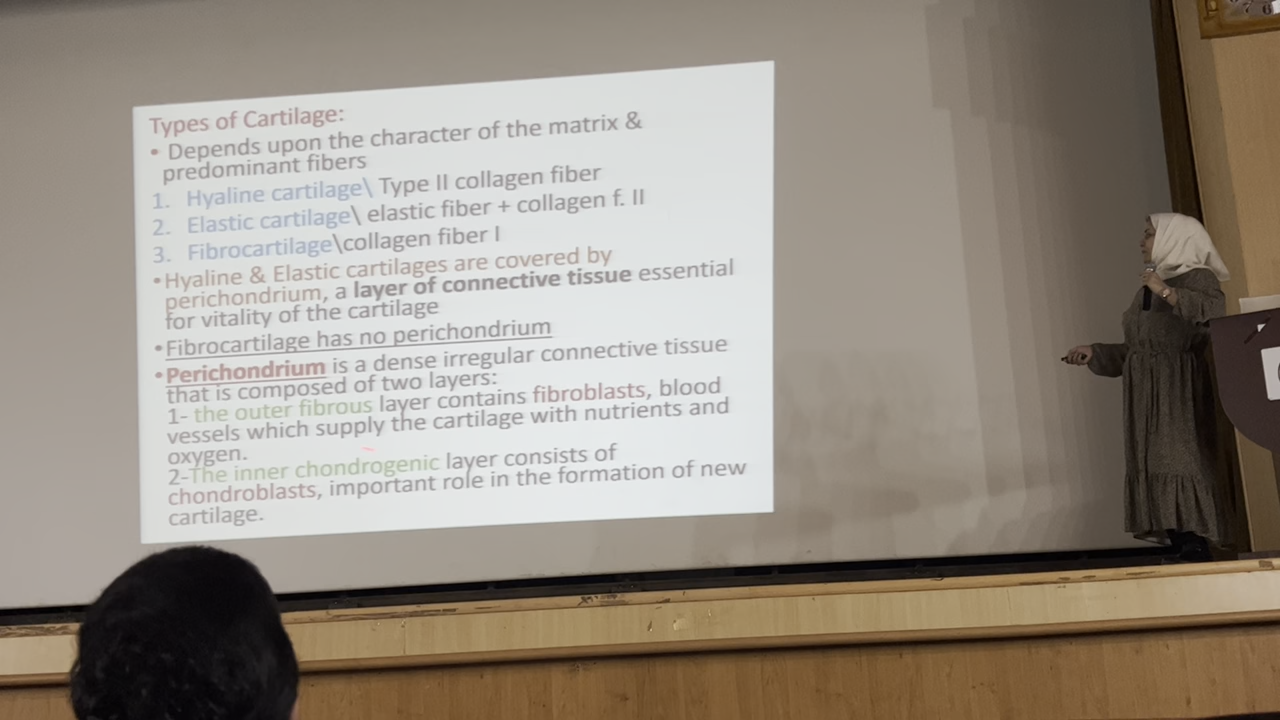 Types of Cartilage:
• Depends upon the character of the matrix &
predominant fibers
1. Hyaline cartilage\ Type II collagen fiber
2. Elastic cartilage\ elastic fiber + collagen f. II
3. Fibrocartilage\collagen fiber I
•Hyaline & Elastic cartilages are covered by
perichondrium, a layer of connective tissue essential
for vitality of the cartilage
•Fibrocartilage has no perichondrium
•Perichondrium is a dense irregular connective tissue
that is composed of two layers:
1- the outer fibrous layer contains fibroblasts, blood
vessels which supply the cartilage with nutrients and
oxygen.
2-The inner chondrogenic layer consists of
chondroblasts, important role in the formation of new
cartilage.